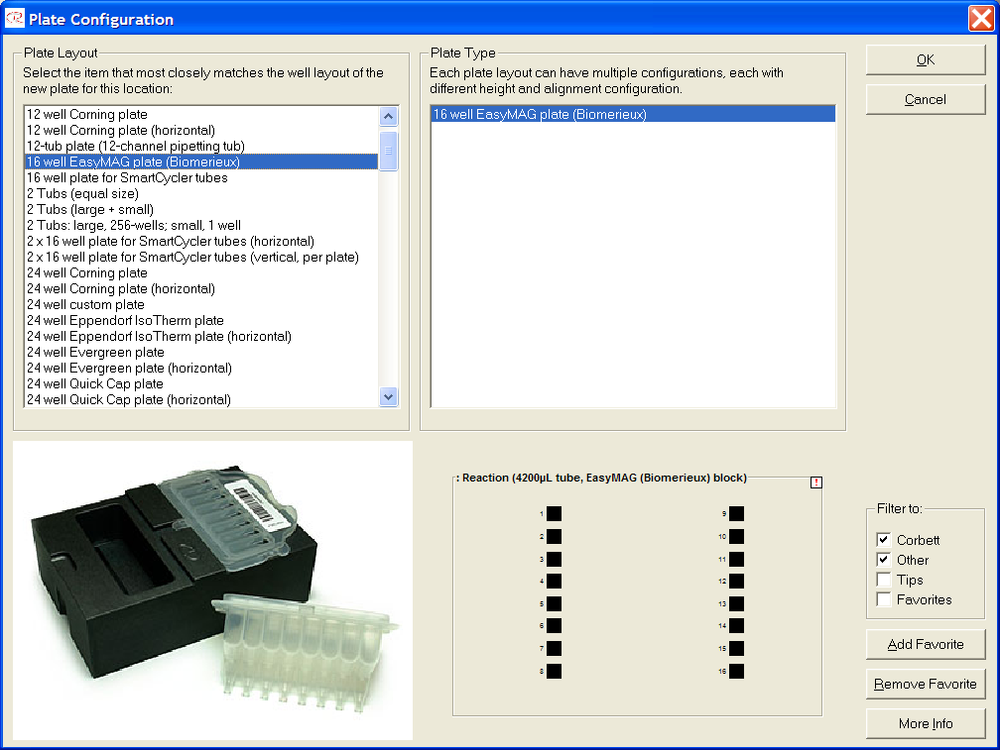 Plate Configuration
Plate Layout
Select the item that most closely matches the well layout of the
new plate for this location:
12 well Corning plate
12 well Corning plate (horizontal)
12-tub plate (12-channel pipetting tub)
16 well EasyMAG plate (Biomerieux)
16 well plate for SmartCycler tubes
2 Tubs (equal size)
2 Tubs (large + small)
2 Tubs: large, 256-wells; small, 1 well
2 x 16 well plate for SmartCycler tubes (horizontal)
2 x 16 well plate for SmartCycler tubes (vertical, per plate)
24 well Corning plate
24 well Corning plate (horizontal)
24 well custom plate
24 well Eppendorf IsoTherm plate
24 well Eppendorf IsoTherm plate (horizontal)
24 well Evergreen plate
24 well Evergreen plate (horizontal)
24 well Quick Cap plate
24 well Quick Cap plate (horizontal)
Plate Type
Each plate layout can have multiple configurations, each with
different height and alignment configuration.
16 well EasyMAG plate (Biomerieux)
OK
Cancel
: Reaction (4200µL tube, EasyMAG (Biomerieux) block)
!
1 9
2 10
3 11
4 12
5 13
6 14
7 15
8 16
Filter to:
Corbett
Other
Tips
Favorites
Add Favorite
Remove Favorite
More Info